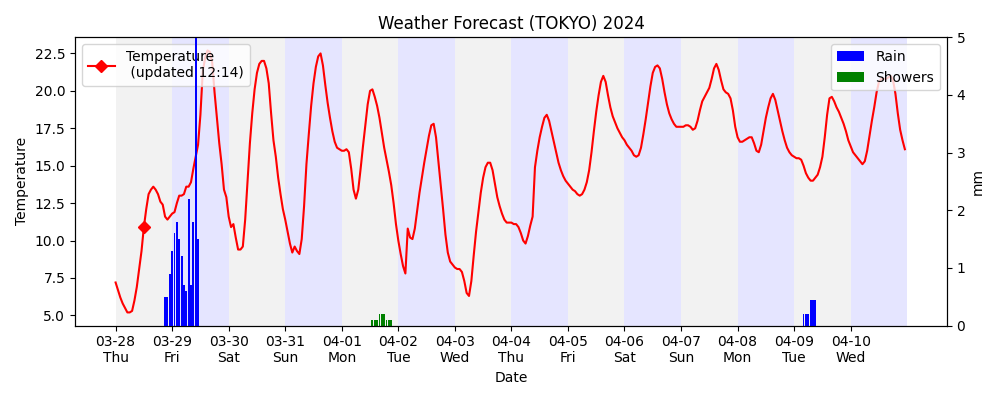 Weather Forecast (TOKYO) 2024
Temperature
(updated 12:14)
Rain
Showers
22.5
20.0
17.5
15.0
12.5
10.0
7.5
5.0
Temperature
5
4
3
2
1
0
mm
03-28 03-29 03-30 03-31 04-01 04-02 04-03 04-04 04-05 04-06 04-07 04-08 04-09 04-10
Thu Fri Sat Sun Mon Tue Wed Thu Fri Sat Sun Mon Tue Wed
Date